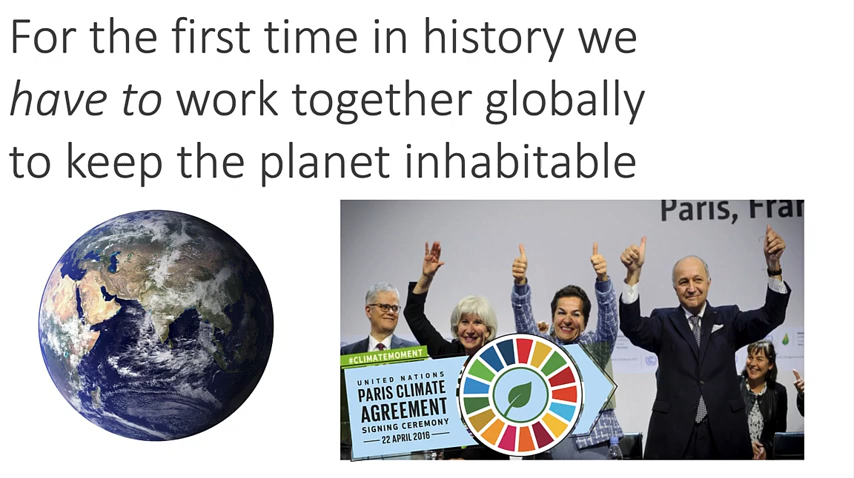 For the first time in history we
have to work together globally
to keep the planet inhabitable
Paris, Fran
#CLIMATEMOMENT
UNITED NATIONS
PARIS CLIMATE
AGREEMENT
SIGNING CEREMONY
22 APRIL 2016